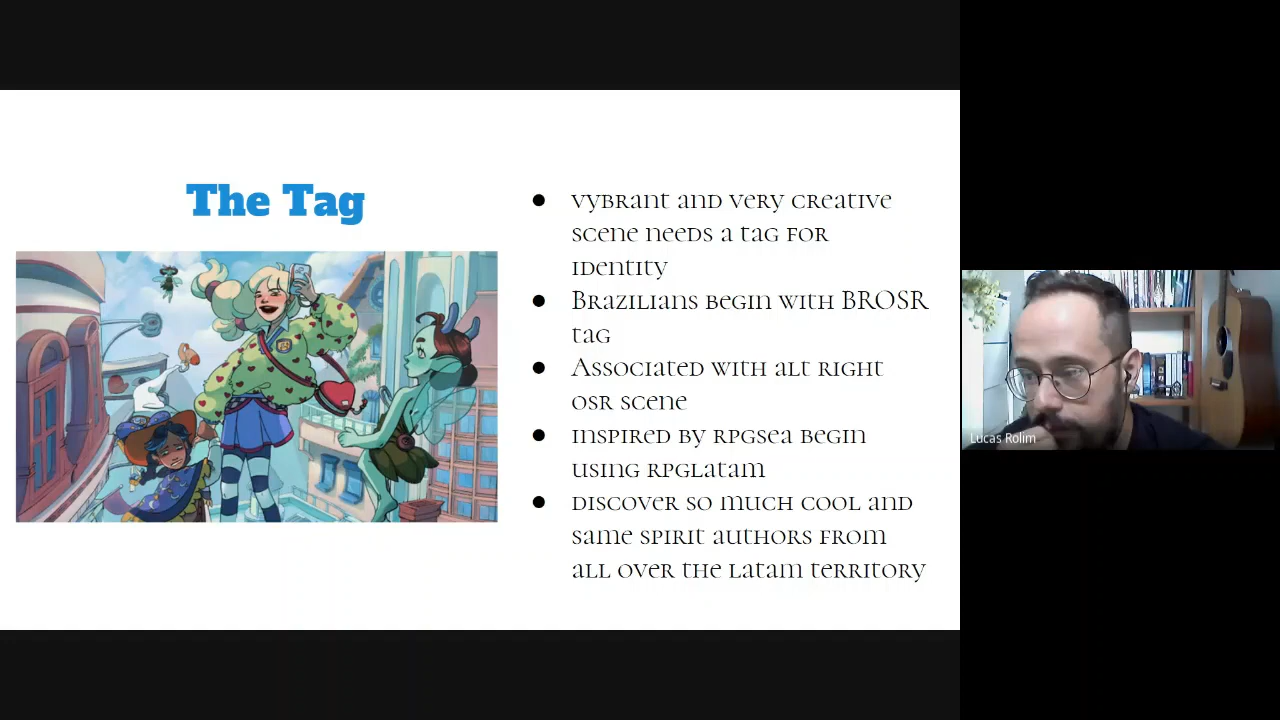 The Tag
vybrant and very creative
scene needs a tag for
identity
Brazilians begin with BROSR
tag
Associated with alt right
osr scene
inspired by rpgsea begin
using rpglatam
discover so much cool and
same spirit authors from
all over the latam territory
Lucas Rolim